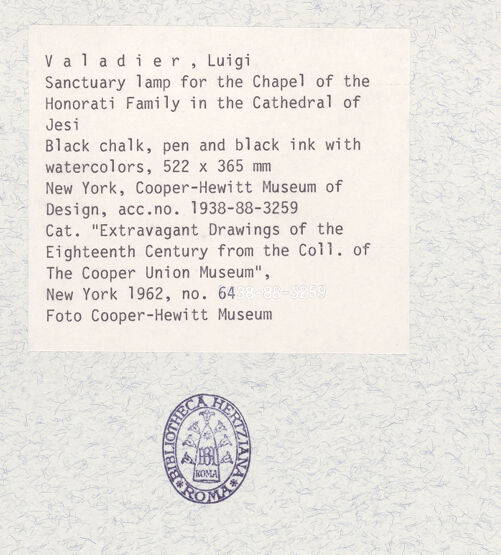 Valadier, Luigi
Sanctuary lamp for the Chapel of the
Honorati Family in the Cathedral of
Jesi
Black chalk, pen and black ink with
watercolors, 522 x 365 mm
New York, Cooper-Hewitt Museum of
Design, acc.no. 1938-88-3259
Cat. "Extravagant Drawings of the
Eighteenth Century from the Coll. of
The Cooper Union Museum",
New York 1962, no. 64
Foto Cooper-Hewitt Museum
BIBLIOTHECA HERTZIANA
ROMA
ROMA